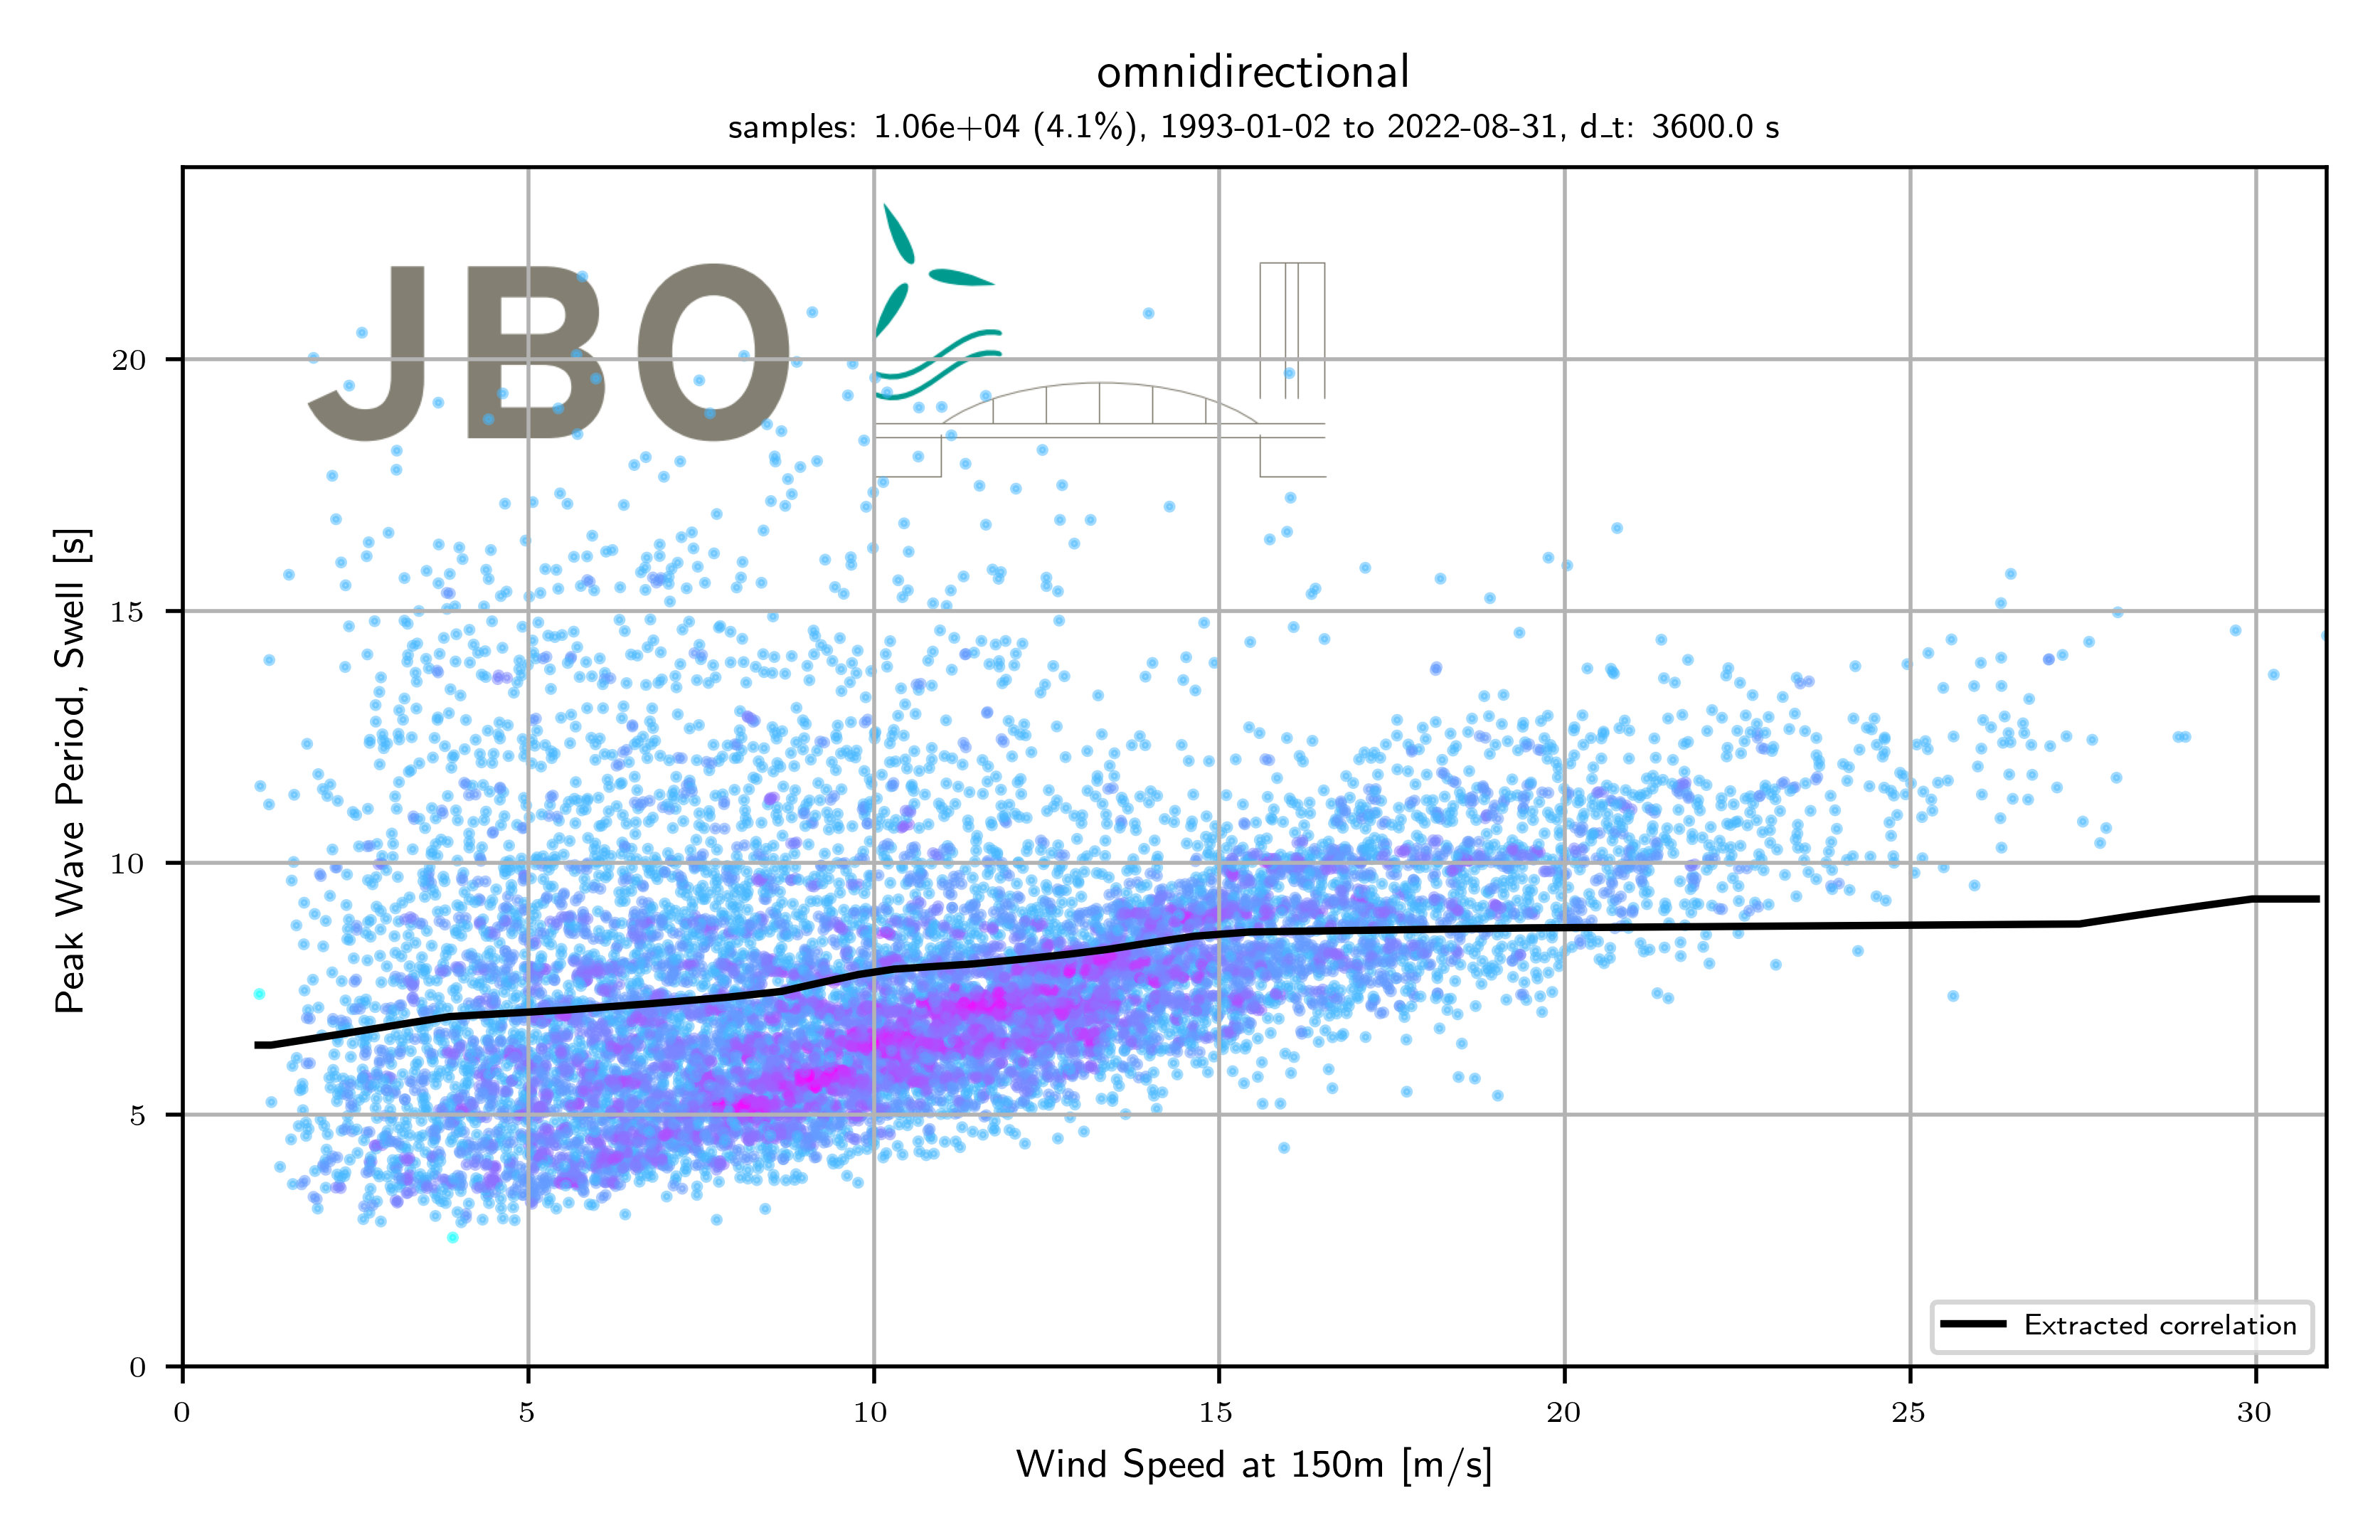 omnidirectional
samples: 1.06e+04 (4.1%), 1993-01-02 to 2022-08-31, d_t: 3600.0 s
JBO
20
15
10
5
0
Peak Wave Period, Swell [s]
Extracted correlation
0 5 10 15 20 25 30
Wind Speed at 150m [m/s]